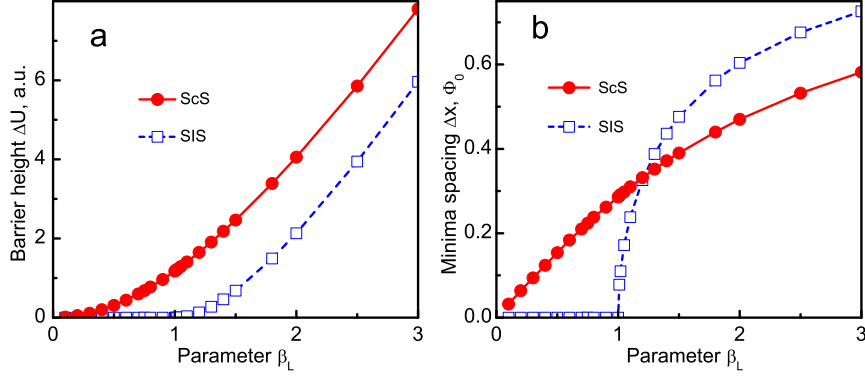 a
Barrier height ΔU, a.u.
6
4
2
0
ScS
SIS
0
1
2
3
Parameter β_L
b
Minima spacing Δx, Φ_0
0.6
0.4
0.2
0.0
ScS
SIS
0
1
2
3
Parameter β_L